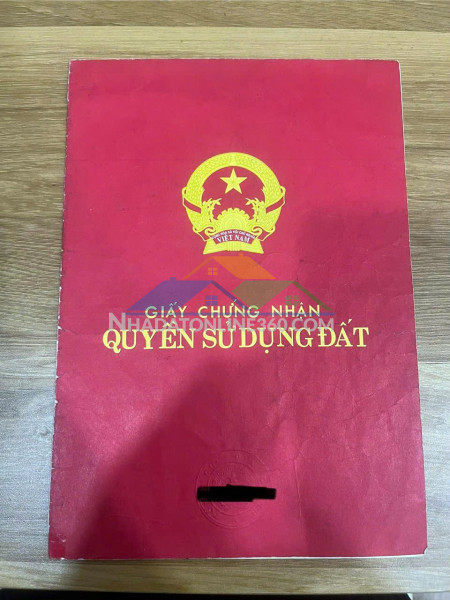 VIỆT NAM
GIẤY CHỨNG NHẬN
NHADATONLINE360.COM
QUYỀN SỬ DỤNG ĐẤT